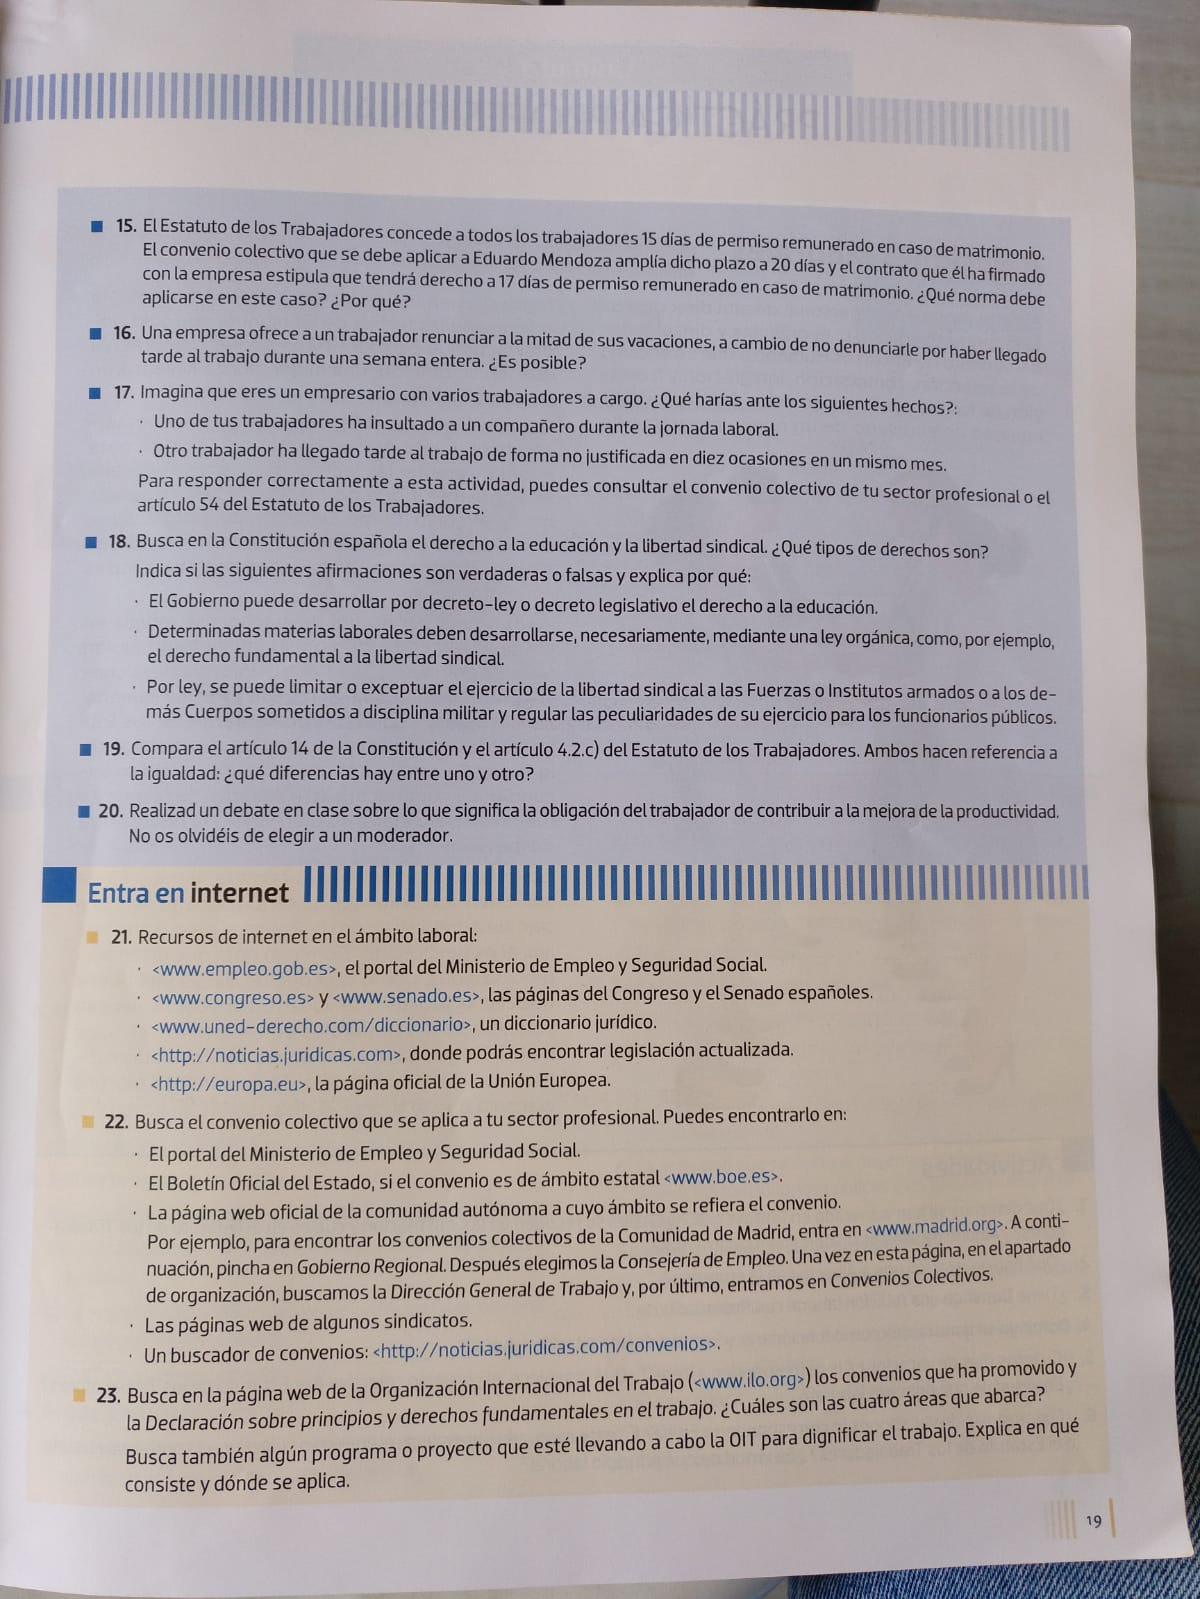 15. El Estatuto de los Trabajadores concede a todos los trabajadores 15 días de permiso remunerado en caso de matrimonio.
El convenio colectivo que se debe aplicar a Eduardo Mendoza amplía dicho plazo a 20 días y el contrato que él ha firmado
con la empresa estipula que tendrá derecho a 17 días de permiso remunerado en caso de matrimonio. ¿Qué norma debe
aplicarse en este caso? ¿Por qué?
16. Una empresa ofrece a un trabajador renunciar a la mitad de sus vacaciones, a cambio de no denunciarle por haber llegado
tarde al trabajo durante una semana entera. ¿Es posible?
17. Imagina que eres un empresario con varios trabajadores a cargo. ¿Qué harías ante los siguientes hechos?:
· Uno de tus trabajadores ha insultado a un compañero durante la jornada laboral.
· Otro trabajador ha llegado tarde al trabajo de forma no justificada en diez ocasiones en un mismo mes.
Para responder correctamente a esta actividad, puedes consultar el convenio colectivo de tu sector profesional o el
artículo 54 del Estatuto de los Trabajadores.
18. Busca en la Constitución española el derecho a la educación y la libertad sindical. ¿Qué tipos de derechos son?
Indica si las siguientes afirmaciones son verdaderas o falsas y explica por qué:
· El Gobierno puede desarrollar por decreto-ley o decreto legislativo el derecho a la educación.
· Determinadas materias laborales deben desarrollarse, necesariamente, mediante una ley orgánica, como, por ejemplo,
el derecho fundamental a la libertad sindical.
· Por ley, se puede limitar o exceptuar el ejercicio de la libertad sindical a las Fuerzas o Institutos armados o a los de-
más Cuerpos sometidos a disciplina militar y regular las peculiaridades de su ejercicio para los funcionarios públicos.
19. Compara el artículo 14 de la Constitución y el artículo 4.2.c) del Estatuto de los Trabajadores. Ambos hacen referencia a
la igualdad: ¿qué diferencias hay entre uno y otro?
20. Realizad un debate en clase sobre lo que significa la obligación del trabajador de contribuir a la mejora de la productividad.
No os olvidéis de elegir a un moderador.
Entra en internet
21. Recursos de internet en el ámbito laboral:
· <www.empleo.gob.es>, el portal del Ministerio de Empleo y Seguridad Social.
· <www.congreso.es> y <www.senado.es>, las páginas del Congreso y el Senado españoles.
· <www.uned-derecho.com/diccionario>, un diccionario jurídico.
· <http://noticias.juridicas.com>, donde podrás encontrar legislación actualizada.
· <http://europa.eu>, la página oficial de la Unión Europea.
22. Busca el convenio colectivo que se aplica a tu sector profesional. Puedes encontrarlo en:
· El portal del Ministerio de Empleo y Seguridad Social.
· El Boletín Oficial del Estado, si el convenio es de ámbito estatal <www.boe.es>.
· La página web oficial de la comunidad autónoma a cuyo ámbito se refiera el convenio.
Por ejemplo, para encontrar los convenios colectivos de la Comunidad de Madrid, entra en <www.madrid.org>. A conti-
nuación, pincha en Gobierno Regional. Después elegimos la Consejería de Empleo. Una vez en esta página, en el apartado
de organización, buscamos la Dirección General de Trabajo y, por último, entramos en Convenios Colectivos.
· Las páginas web de algunos sindicatos.
· Un buscador de convenios: <http://noticias.juridicas.com/convenios>.
23. Busca en la página web de la Organización Internacional del Trabajo (<www.ilo.org>) los convenios que ha promovido y
la Declaración sobre principios y derechos fundamentales en el trabajo. ¿Cuáles son las cuatro áreas que abarca?
Busca también algún programa o proyecto que esté llevando a cabo la OIT para dignificar el trabajo. Explica en qué
consiste y dónde se aplica.
19